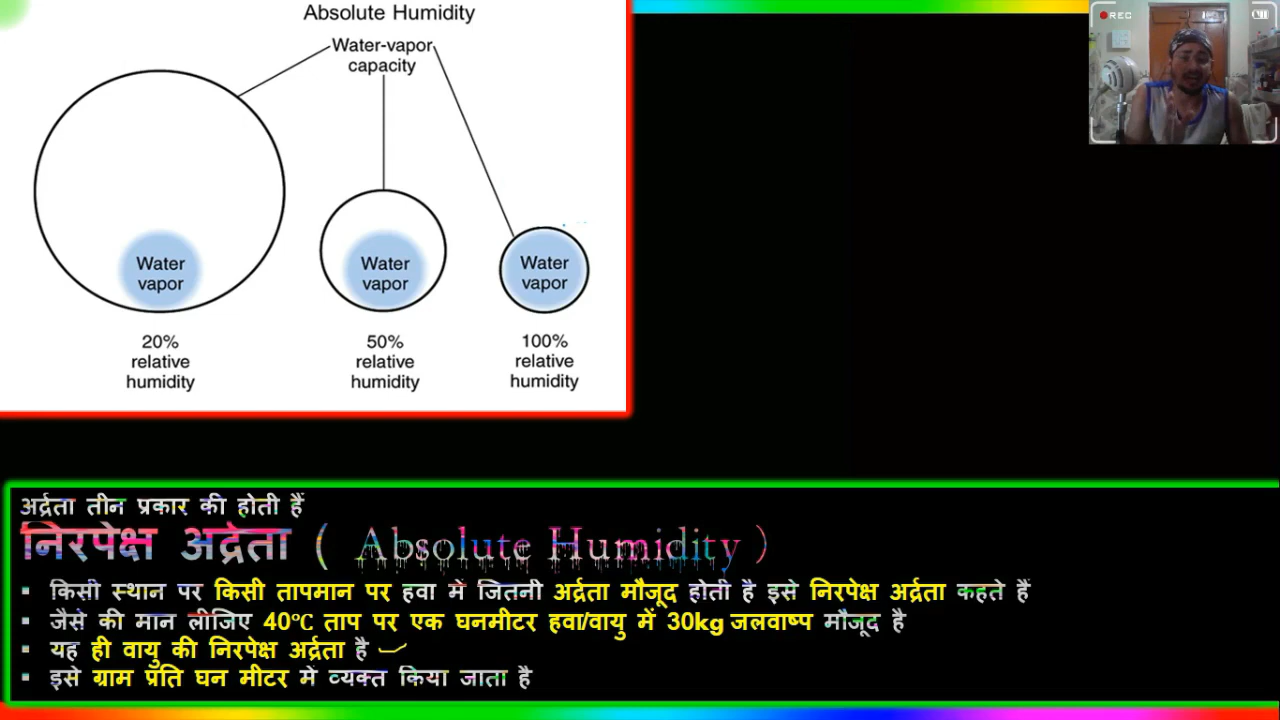 Absolute Humidity
Water-vapor
capacity
Water
vapor
Water
vapor
Water
vapor
20%
relative
humidity
50%
relative
humidity
100%
relative
humidity
REC
अर्द्रता तीन प्रकार की होती हैं
निरपेक्ष अर्द्रता ( Absolute Humidity )
▪ किसी स्थान पर किसी तापमान पर हवा में जितनी अर्द्रता मौजूद होती है इसे निरपेक्ष अर्द्रता कहते हैं
▪ जैसे की मान लीजिए 40℃ ताप पर एक घनमीटर हवा/वायु में 30kg जलवाष्प मौजूद है
▪ यह ही वायु की निरपेक्ष अर्द्रता है
▪ इसे ग्राम प्रति घन मीटर में व्यक्त किया जाता है